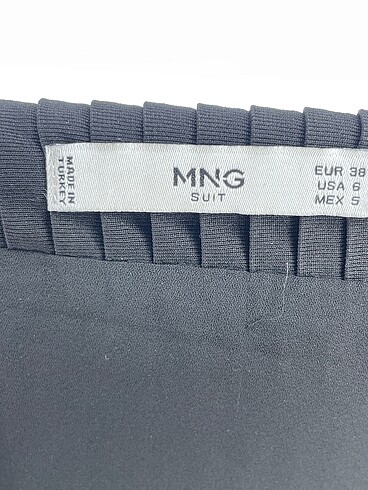 MADE IN
TURKEY
MNG
SUIT
EUR 38
USA 6
MEX 5